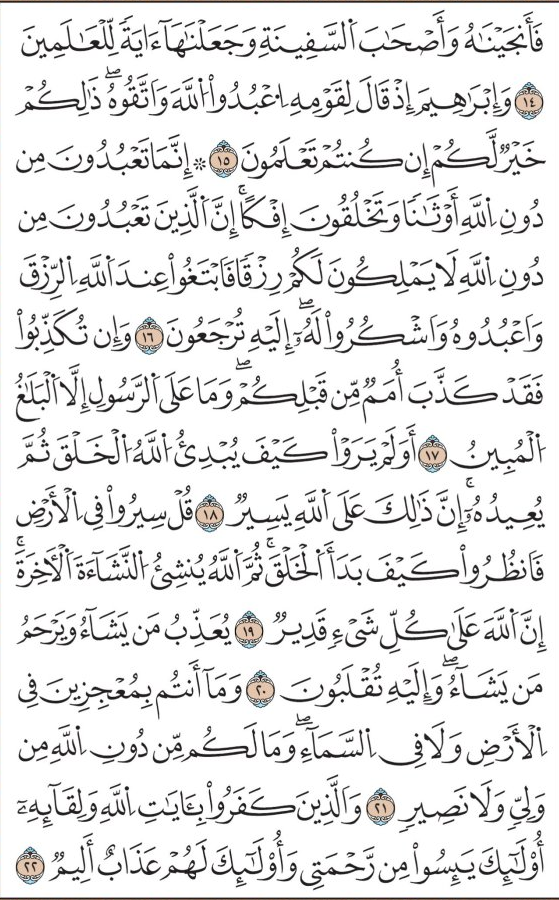 فَأَنجَيْنَٰهُ وَأَصْحَٰبَ ٱلسَّفِينَةِ وَجَعَلْنَٰهَآ ءَايَةً لِّلْعَٰلَمِينَ
١٤ وَإِبْرَٰهِيمَ إِذْ قَالَ لِقَوْمِهِ ٱعْبُدُوا۟ ٱللَّهَ وَٱتَّقُوهُ ۖ ذَٰلِكُمْ
خَيْرٌ لَّكُمْ إِن كُنتُمْ تَعْلَمُونَ ١٥ ۞ إِنَّمَا تَعْبُدُونَ مِن
دُونِ ٱللَّهِ أَوْثَٰنًا وَتَخْلُقُونَ إِفْكًا ۚ إِنَّ ٱلَّذِينَ تَعْبُدُونَ مِن
دُونِ ٱللَّهِ لَا يَمْلِكُونَ لَكُمْ رِزْقًا فَٱبْتَغُوا۟ عِندَ ٱللَّهِ ٱلرِّزْقَ
وَٱعْبُدُوهُ وَٱشْكُرُوا۟ لَهُۥٓ ۖ إِلَيْهِ تُرْجَعُونَ ١٦ وَإِن تُكَذِّبُوا۟
فَقَدْ كَذَّبَ أُمَمٌ مِّن قَبْلِكُمْ ۖ وَمَا عَلَى ٱلرَّسُولِ إِلَّا ٱلْبَلَٰغُ
ٱلْمُبِينُ ١٧ أَوَلَمْ يَرَوْا۟ كَيْفَ يُبْدِئُ ٱللَّهُ ٱلْخَلْقَ ثُمَّ
يُعِيدُهُۥٓ ۚ إِنَّ ذَٰلِكَ عَلَى ٱللَّهِ يَسِيرٌ ١٨ قُلْ سِيرُوا۟ فِى ٱلْأَرْضِ
فَٱنظُرُوا۟ كَيْفَ بَدَأَ ٱلْخَلْقَ ۚ ثُمَّ ٱللَّهُ يُنشِئُ ٱلنَّشْأَةَ ٱلْءَاخِرَةَ ۚ
إِنَّ ٱللَّهَ عَلَىٰ كُلِّ شَىْءٍ قَدِيرٌ ١٩ يُعَذِّبُ مَن يَشَآءُ وَيَرْحَمُ
مَن يَشَآءُ ۖ وَإِلَيْهِ تُقْلَبُونَ ٢٠ وَمَآ أَنتُم بِمُعْجِزِينَ فِى
ٱلْأَرْضِ وَلَا فِى ٱلسَّمَآءِ ۖ وَمَا لَكُم مِّن دُونِ ٱللَّهِ مِن
وَلِىٍّ وَلَا نَصِيرٍ ٢١ وَٱلَّذِينَ كَفَرُوا۟ بِـَٔايَٰتِ ٱللَّهِ وَلِقَآئِهِۦٓ
أُو۟لَٰٓئِكَ يَئِسُوا۟ مِن رَّحْمَتِى وَأُو۟لَٰٓئِكَ لَهُمْ عَذَابٌ أَلِيمٌ ٢٢